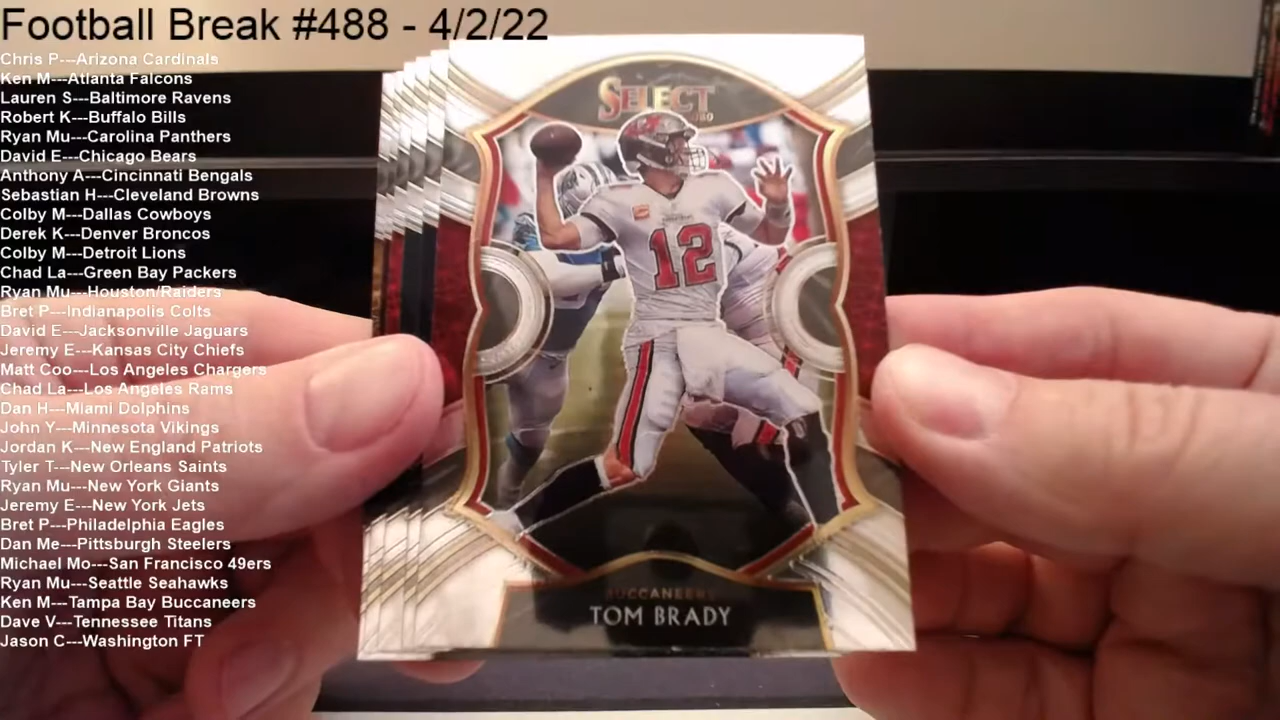 Football Break #488 - 4/2/22
Chris P---Arizona Cardinals
Ken M---Atlanta Falcons
Lauren S---Baltimore Ravens
Robert K---Buffalo Bills
Ryan Mu---Carolina Panthers
David E---Chicago Bears
Anthony A---Cincinnati Bengals
Sebastian H---Cleveland Browns
Colby M---Dallas Cowboys
Derek K---Denver Broncos
Colby M---Detroit Lions
Chad La---Green Bay Packers
Ryan Mu---Houston/Raiders
Bret P---Indianapolis Colts
David E---Jacksonville Jaguars
Jeremy E---Kansas City Chiefs
Matt Coo---Los Angeles Chargers
Chad La---Los Angeles Rams
Dan H---Miami Dolphins
John Y---Minnesota Vikings
Jordan K---New England Patriots
Tyler T---New Orleans Saints
Ryan Mu---New York Giants
Jeremy E---New York Jets
Bret P---Philadelphia Eagles
Dan Me---Pittsburgh Steelers
Michael Mo---San Francisco 49ers
Ryan Mu---Seattle Seahawks
Ken M---Tampa Bay Buccaneers
Dave V---Tennessee Titans
Jason C---Washington FT
SELECT
12
BUCCANEERS
TOM BRADY